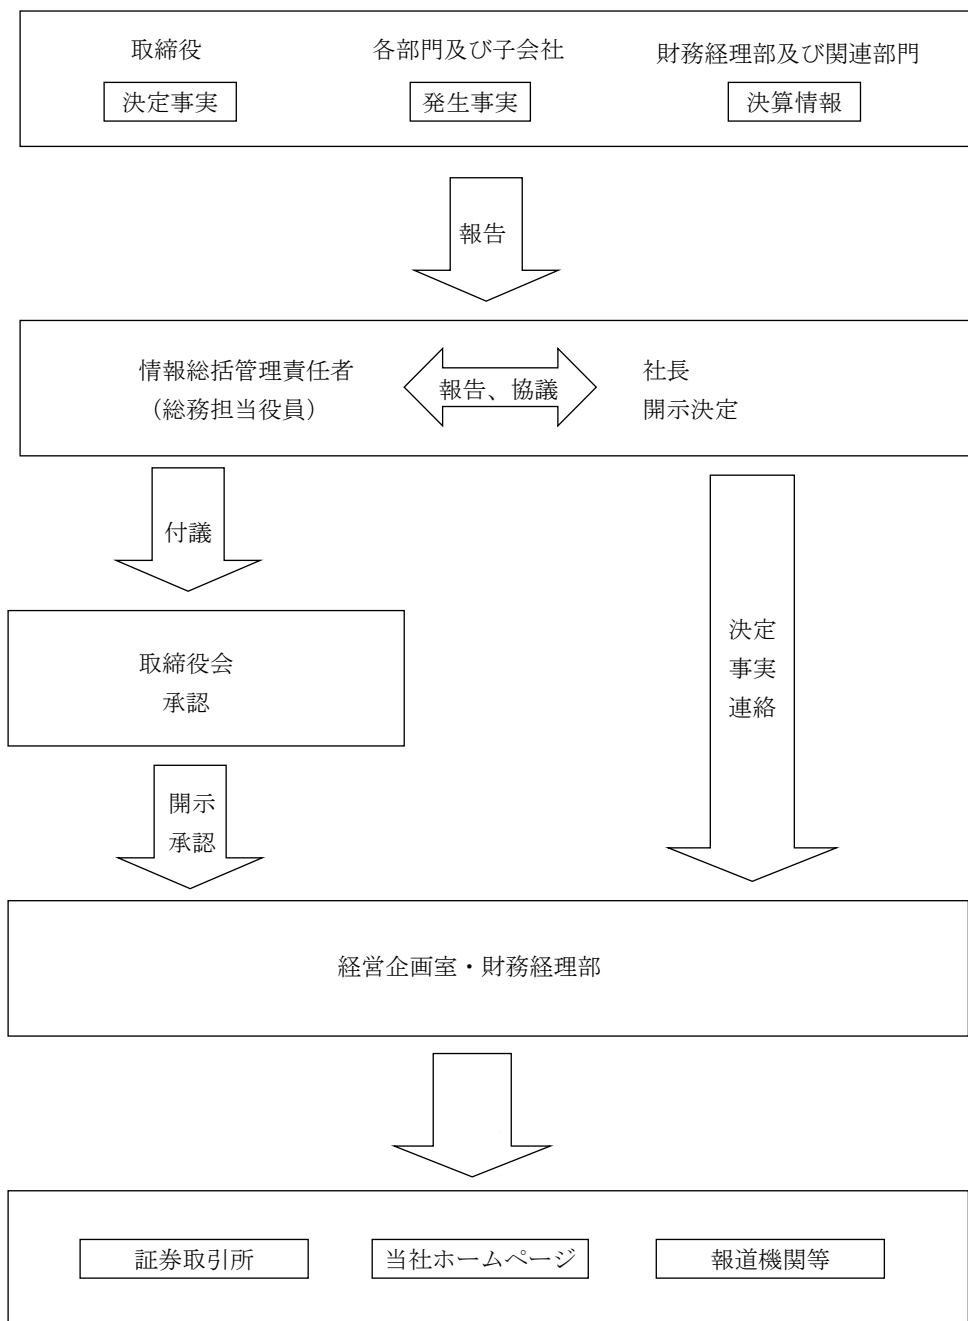 取締役
各部門及び子会社
財務経理部及び関連部門
決定事実
発生事実
決算情報
報告
情報総括管理責任者
（総務担当役員）
報告、協議
社長
開示決定
付議
取締役会
承認
決定
事実
連絡
開示
承認
経営企画室・財務経理部
証券取引所
当社ホームページ
報道機関等